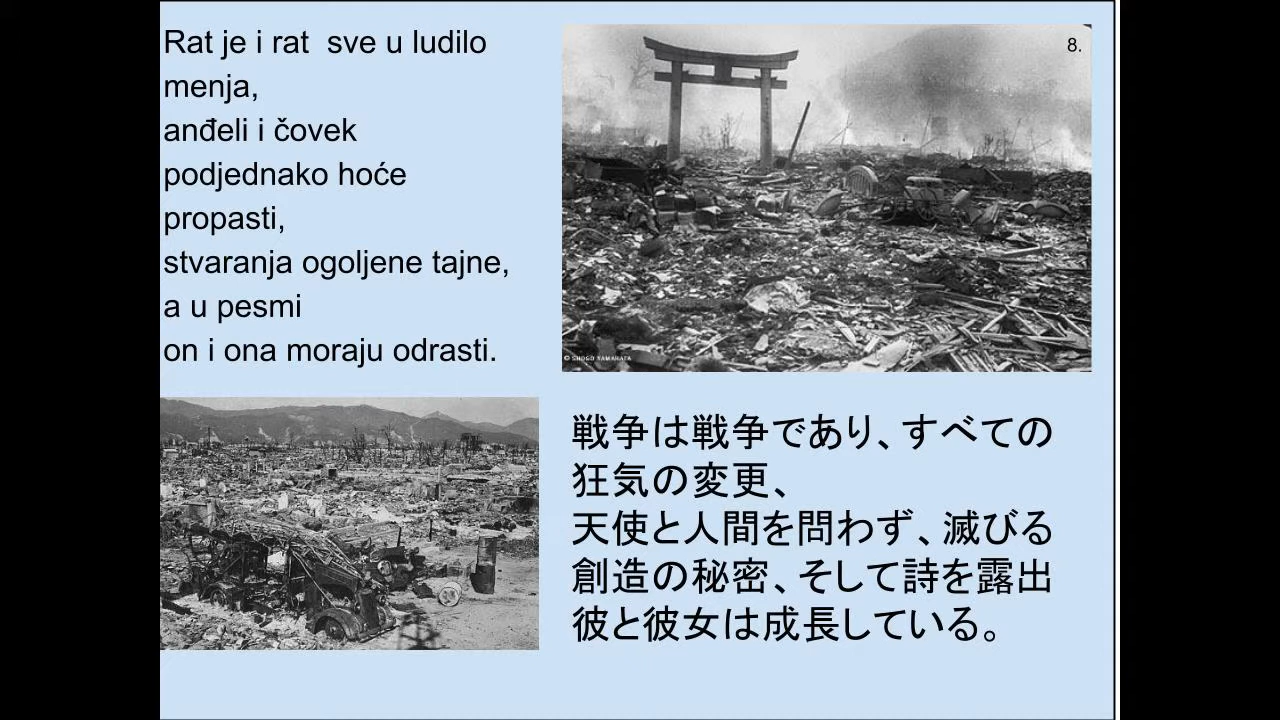 Rat je i rat  sve u ludilo
menja,
anđeli i čovek
podjednako hoće
propasti,
stvaranja ogoljene tajne,
a u pesmi
on i ona moraju odrasti.
8.
© SHOGO YAMAHATA
戦争は戦争であり、すべての
狂気の変更、
天使と人間を問わず、滅びる
創造の秘密、そして詩を露出
彼と彼女は成長している。